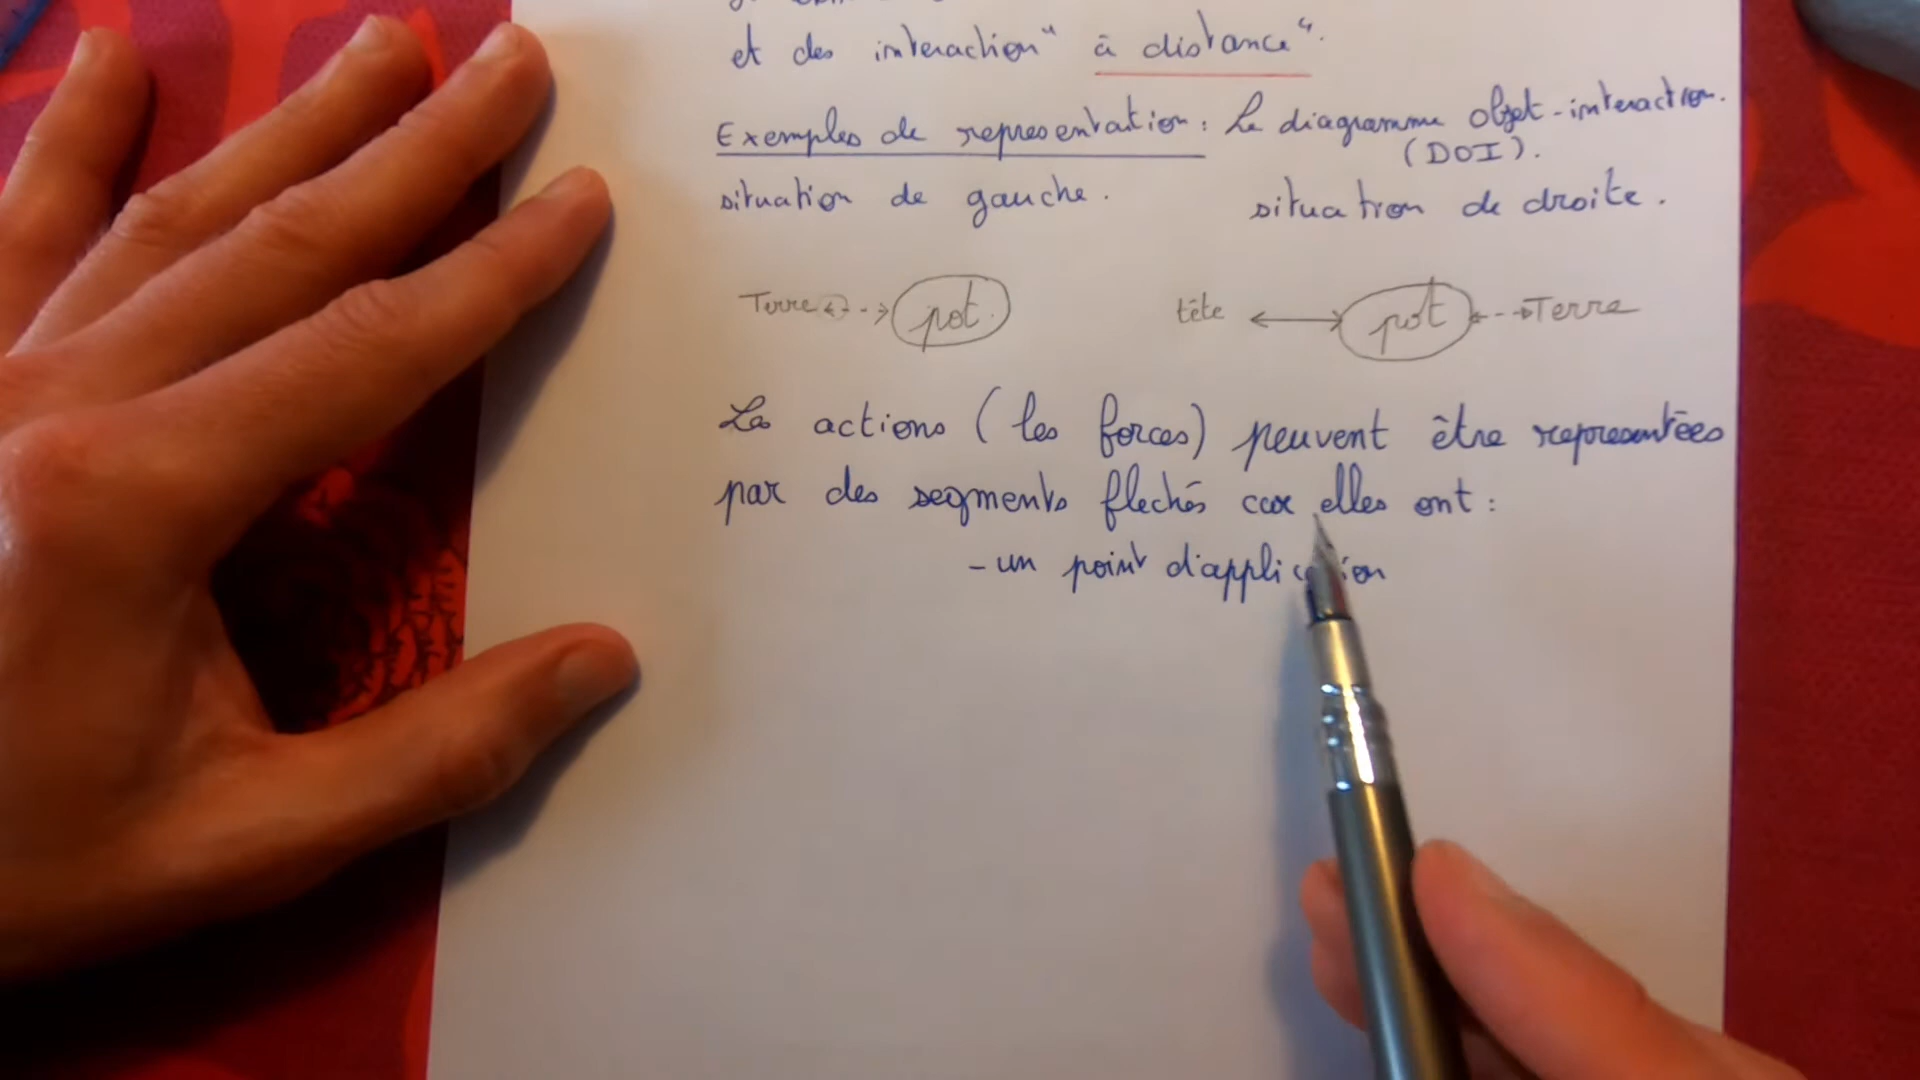 et des interaction "à distance".
Exemples de representation : Le diagramme objet-interaction.
(DOI).
situation de gauche. situation de droite.
Terre pot tête pot Terre
Les actions (les forces) peuvent être representées
par des segments flechés car elles ont :
- un point d'application